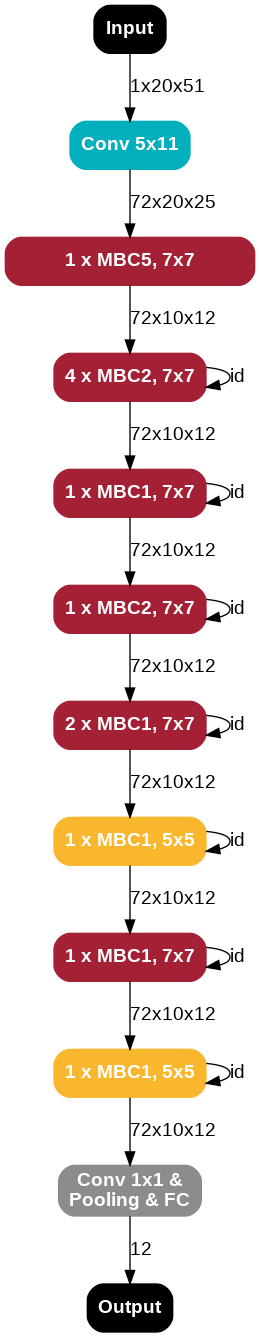 Input
1x20x51
Conv 5x11
72x20x25
1 x MBC5, 7x7
72x10x12
4 x MBC2, 7x7
id
72x10x12
1 x MBC1, 7x7
id
72x10x12
1 x MBC2, 7x7
id
72x10x12
2 x MBC1, 7x7
id
72x10x12
1 x MBC1, 5x5
id
72x10x12
1 x MBC1, 7x7
id
72x10x12
1 x MBC1, 5x5
id
72x10x12
Conv 1x1 &
Pooling & FC
12
Output